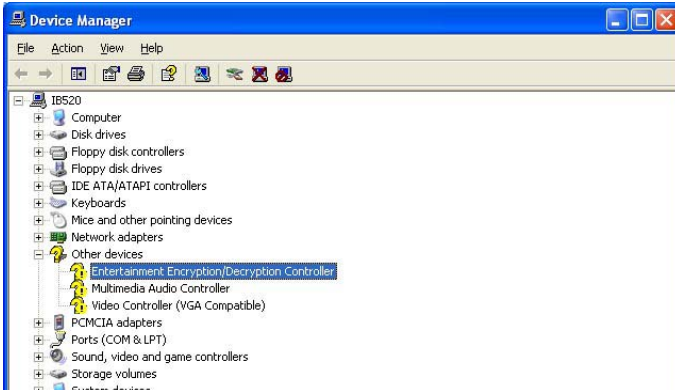 Device Manager
File Action View Help
IB520
Computer
Disk drives
Floppy disk controllers
Floppy disk drives
IDE ATA/ATAPI controllers
Keyboards
Mice and other pointing devices
Network adapters
Other devices
Entertainment Encryption/Decryption Controller
Multimedia Audio Controller
Video Controller (VGA Compatible)
PCMCIA adapters
Ports (COM & LPT)
Sound, video and game controllers
Storage volumes
System devices